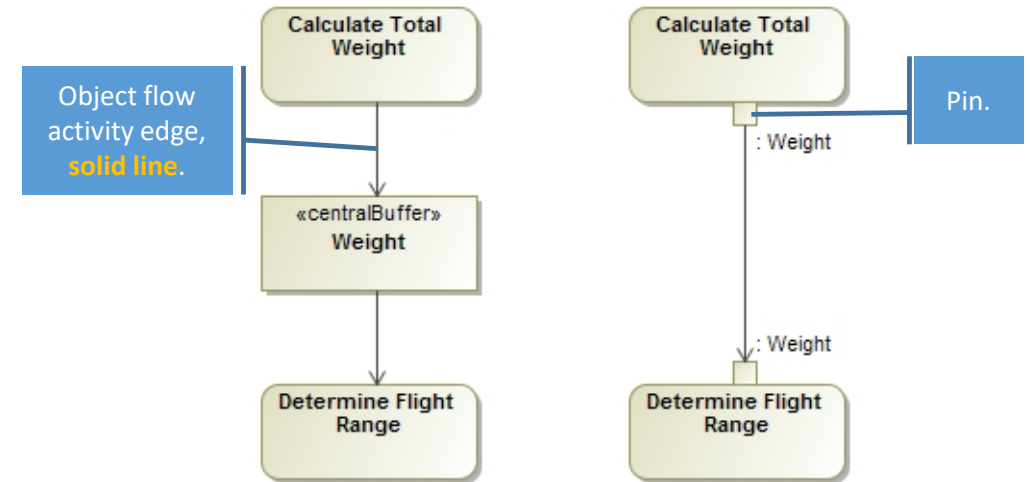 Calculate Total
Weight
Object flow
activity edge,
solid line.
«centralBuffer»
Weight
Determine Flight
Range
Calculate Total
Weight
Pin.
: Weight
: Weight
Determine Flight
Range